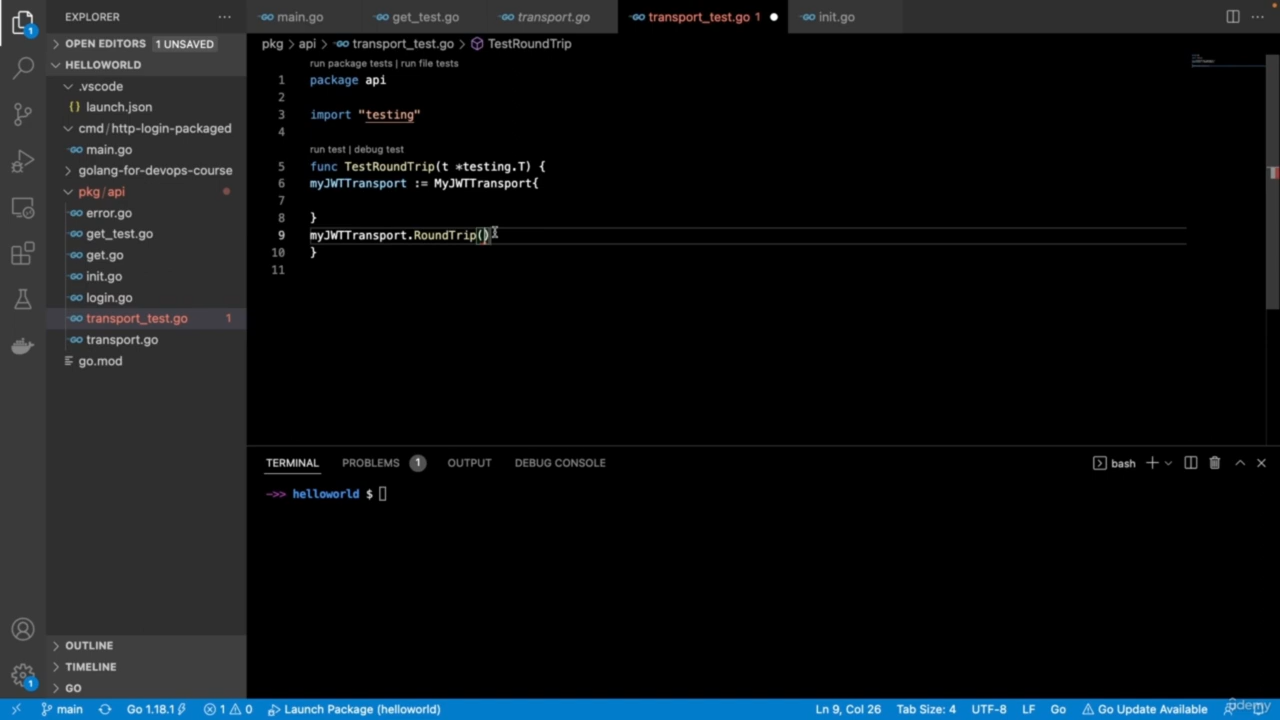 EXPLORER
main.go
get_test.go
transport.go
transport_test.go 1
init.go
OPEN EDITORS 1 UNSAVED
pkg > api > transport_test.go > TestRoundTrip
HELLOWORLD
.vscode
{} launch.json
cmd/http-login-packaged
main.go
golang-for-devops-course
pkg/api
error.go
get_test.go
get.go
init.go
login.go
transport_test.go 1
transport.go
go.mod
OUTLINE
TIMELINE
GO
run package tests | run file tests
1 package api
2
3 import "testing"
4
run test | debug test
5 func TestRoundTrip(t *testing.T) {
6 myJWTTransport := MyJWTTransport{
7
8 }
9 myJWTTransport.RoundTrip()
10 }
11
TERMINAL PROBLEMS 1 OUTPUT DEBUG CONSOLE
bash
->> helloworld $
1
1
main Go 1.18.1 1 0 Launch Package (helloworld) Ln 9, Col 26 Tab Size: 4 UTF-8 LF Go Go Update Available
udemy